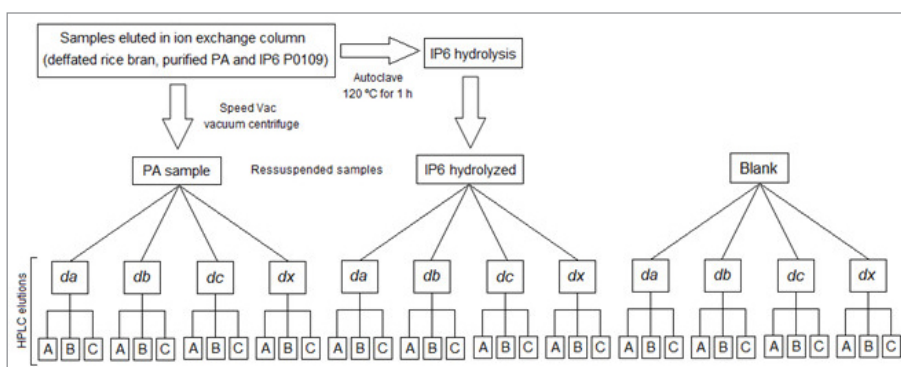 Samples eluted in ion exchange column
(deffated rice bran, purified PA and IP6 P0109)
IP6 hydrolysis
Autoclave
120 ºC for 1 h
Speed Vac
vacuum centrifuge
PA sample
Ressuspended samples
IP6 hydrolyzed
Blank
HPLC elutions
da db dc dx da db dc dx da db dc dx
A B C A B C A B C A B C A B C A B C A B C A B C A B C A B C A B C A B C